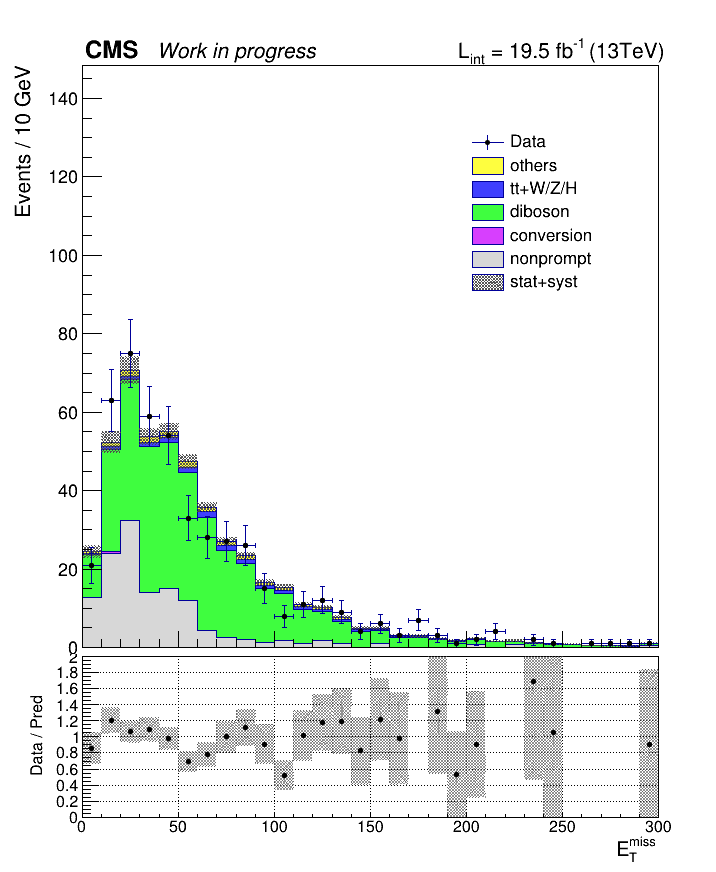 CMS Work in progress L_int = 19.5 fb^-1 (13TeV)
Events / 10 GeV
140
120
100
80
60
40
20
0
Data
others
tt+W/Z/H
diboson
conversion
nonprompt
stat+syst
Data / Pred
2
1.8
1.6
1.4
1.2
1
0.8
0.6
0.4
0.2
0
0 50 100 150 200 250 300
E_T^miss